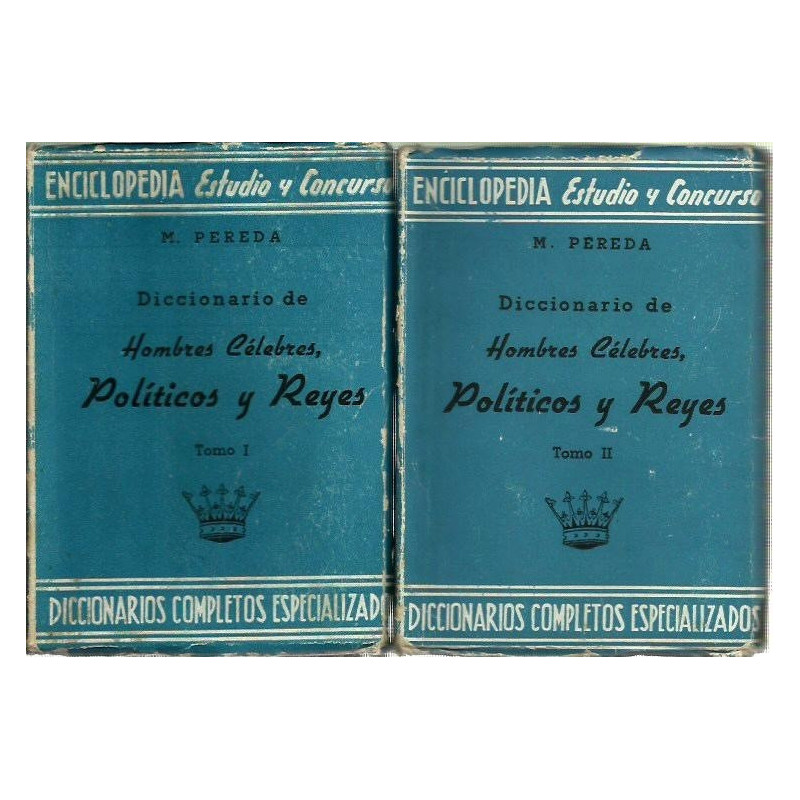 ENCICLOPEDIA Estudio y Concurso
M. PEREDA
Diccionario de
Hombres Célebres,
Políticos y Reyes
Tomo I
DICCIONARIOS COMPLETOS ESPECIALIZADO
ENCICLOPEDIA Estudio y Concurso
M. PEREDA
Diccionario de
Hombres Célebres,
Políticos y Reyes
Tomo II
DICCIONARIOS COMPLETOS ESPECIALIZADOS